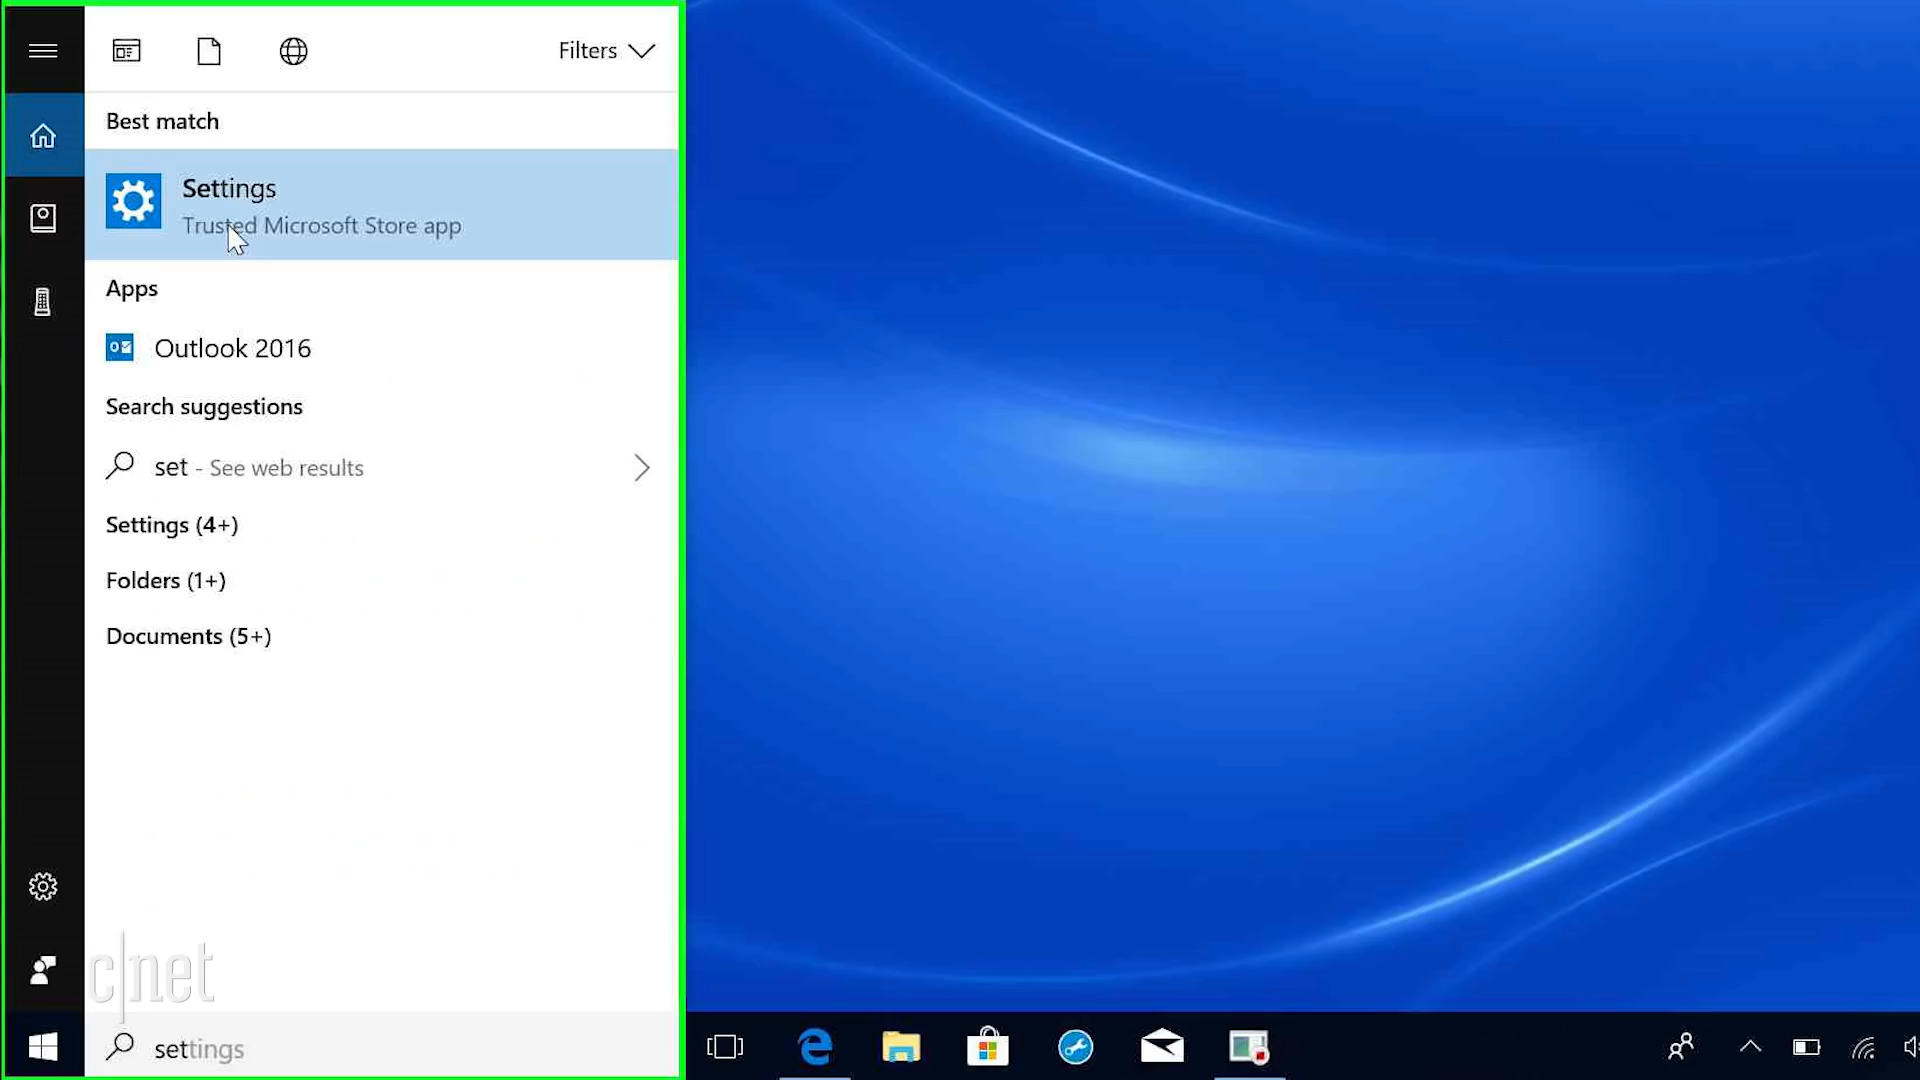 Filters
Best match
Settings
Trusted Microsoft Store app
Apps
Outlook 2016
Search suggestions
set - See web results
Settings (4+)
Folders (1+)
Documents (5+)
c|net
settings